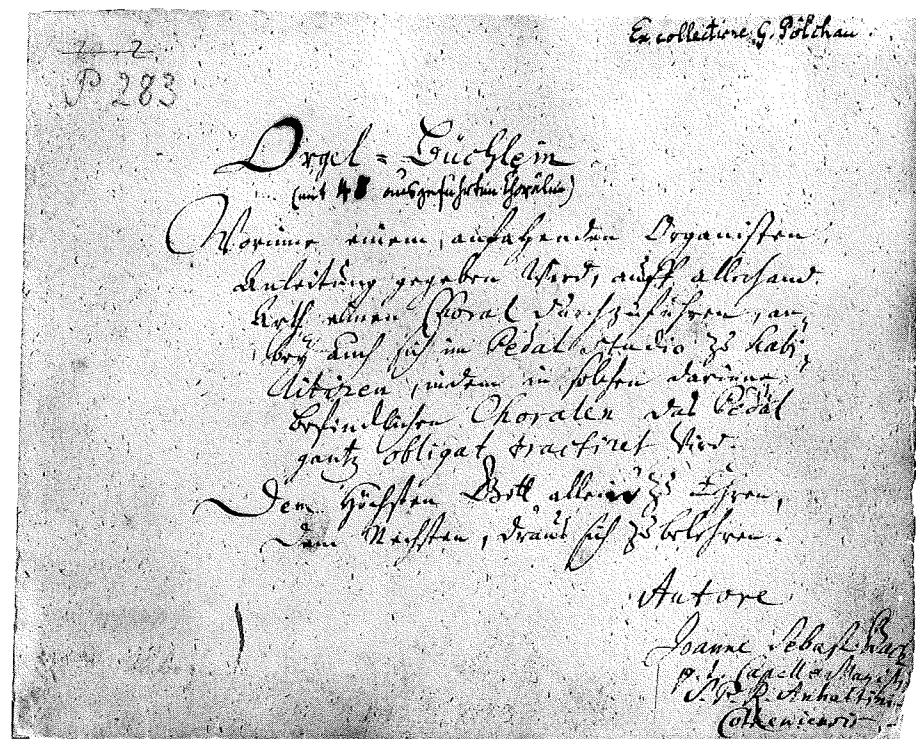 Ex collectione G. Pölchau.
P 283
Orgel-Büchlein
(mit 48 ausgeführten Chorälen)
Worinne einem anfahenden Organisten
Anleitung gegeben wird, auff allerhand
Arth einen Choral durchzuführen, an-
bey auch sich im Pedal studio zu habi-
litiren, indem in solchen darinne
befindlichen Choralen das Pedal
gantz obligat tractiret wird.
Dem Höchsten Gott allein zu Ehren,
Dem Nechsten, draus sich zu belehren.
Autore
Joanne Sebast. Bach
p. t. Capellae Magistri
S. P. R. Anhaltini-
Cotheniensis